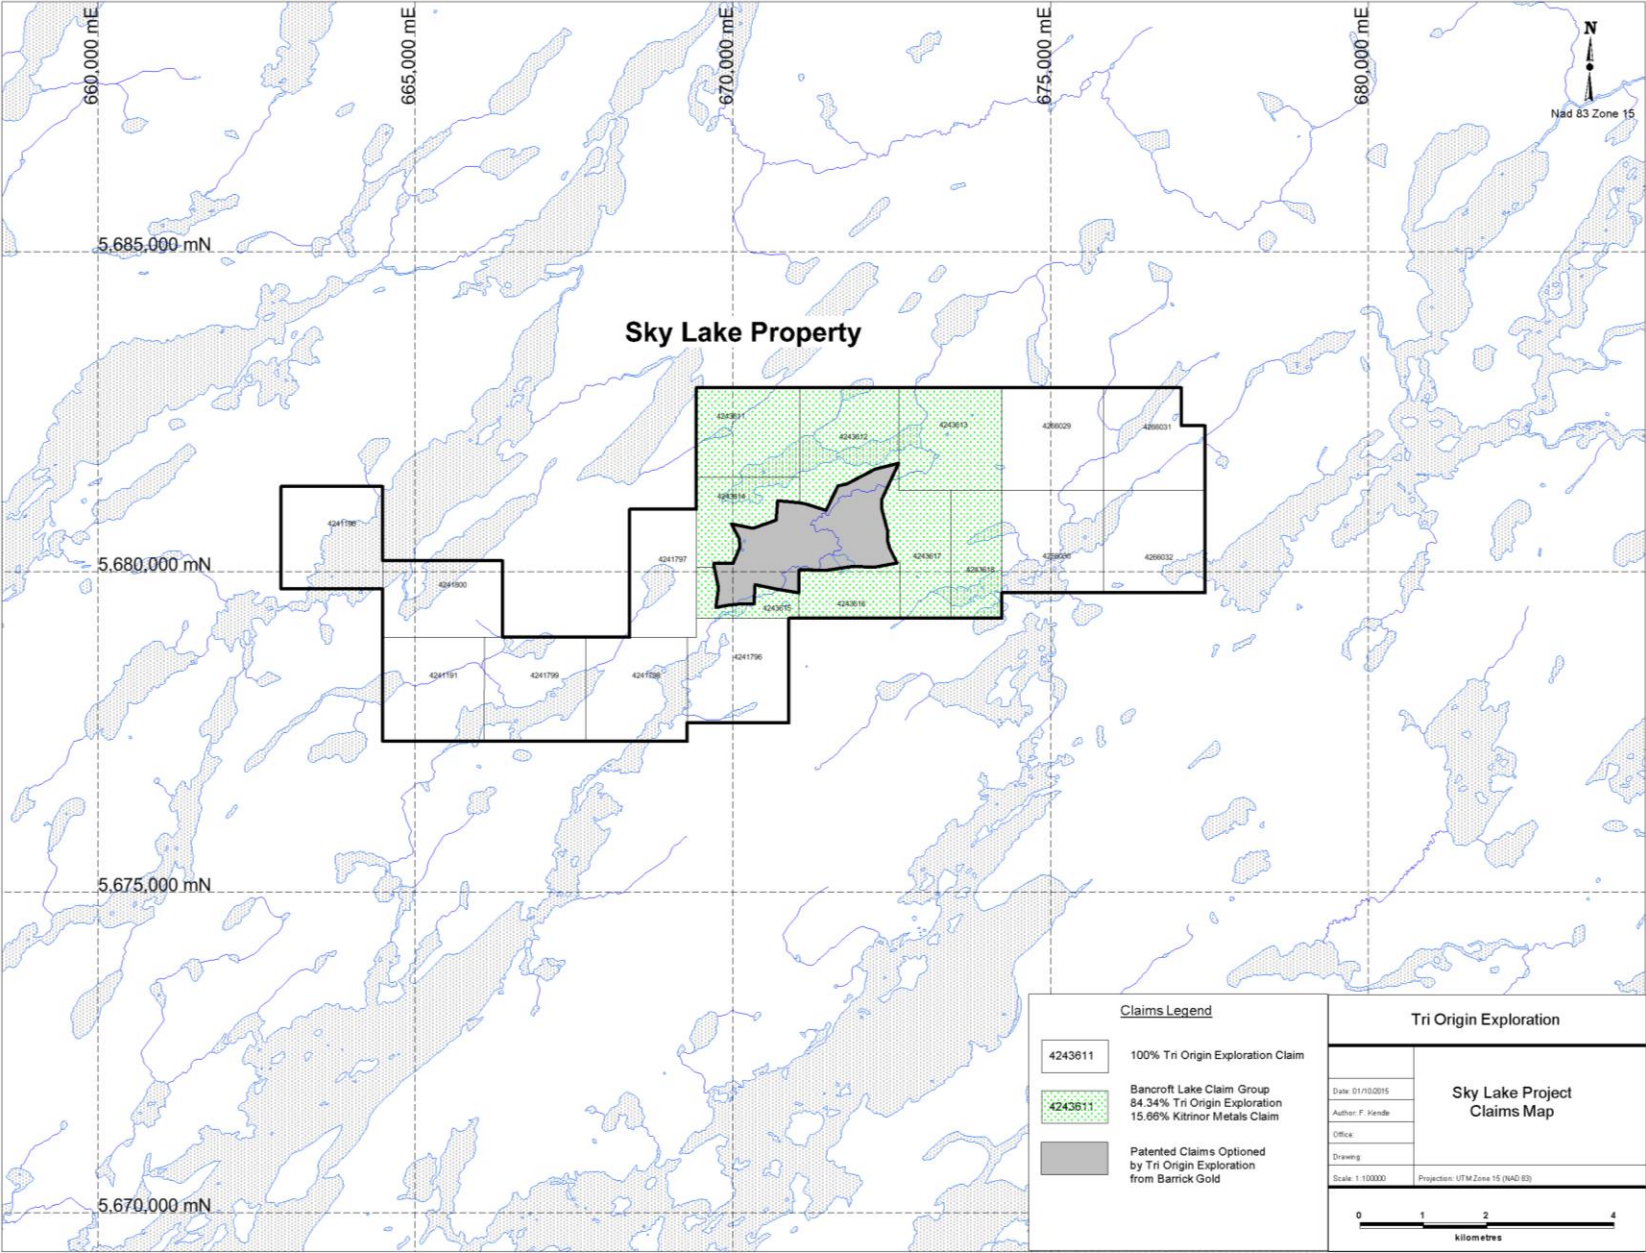 660,000 mE
665,000 mE
670,000 mE
675,000 mE
680,000 mE
N
Nad 83 Zone 15
5,685,000 mN
Sky Lake Property
4243611
4243612
4243613
4266029
4266031
4243614
4241797
5,680,000 mN
4241800
4243617
4243618
4266032
4243615
4243616
4241796
4241191
4241799
5,675,000 mN
5,670,000 mN
Claims Legend
4243611
100% Tri Origin Exploration Claim
4243611
Bancroft Lake Claim Group
84.34% Tri Origin Exploration
15.66% Kitrinor Metals Claim
Patented Claims Optioned
by Tri Origin Exploration
from Barrick Gold
Tri Origin Exploration
Date: 01/10/2015
Author: F. Kende
Office:
Drawing:
Scale: 1:100000
Sky Lake Project
Claims Map
Projection: UTM Zone 15 (NAD 83)
0 1 2 4
kilometres